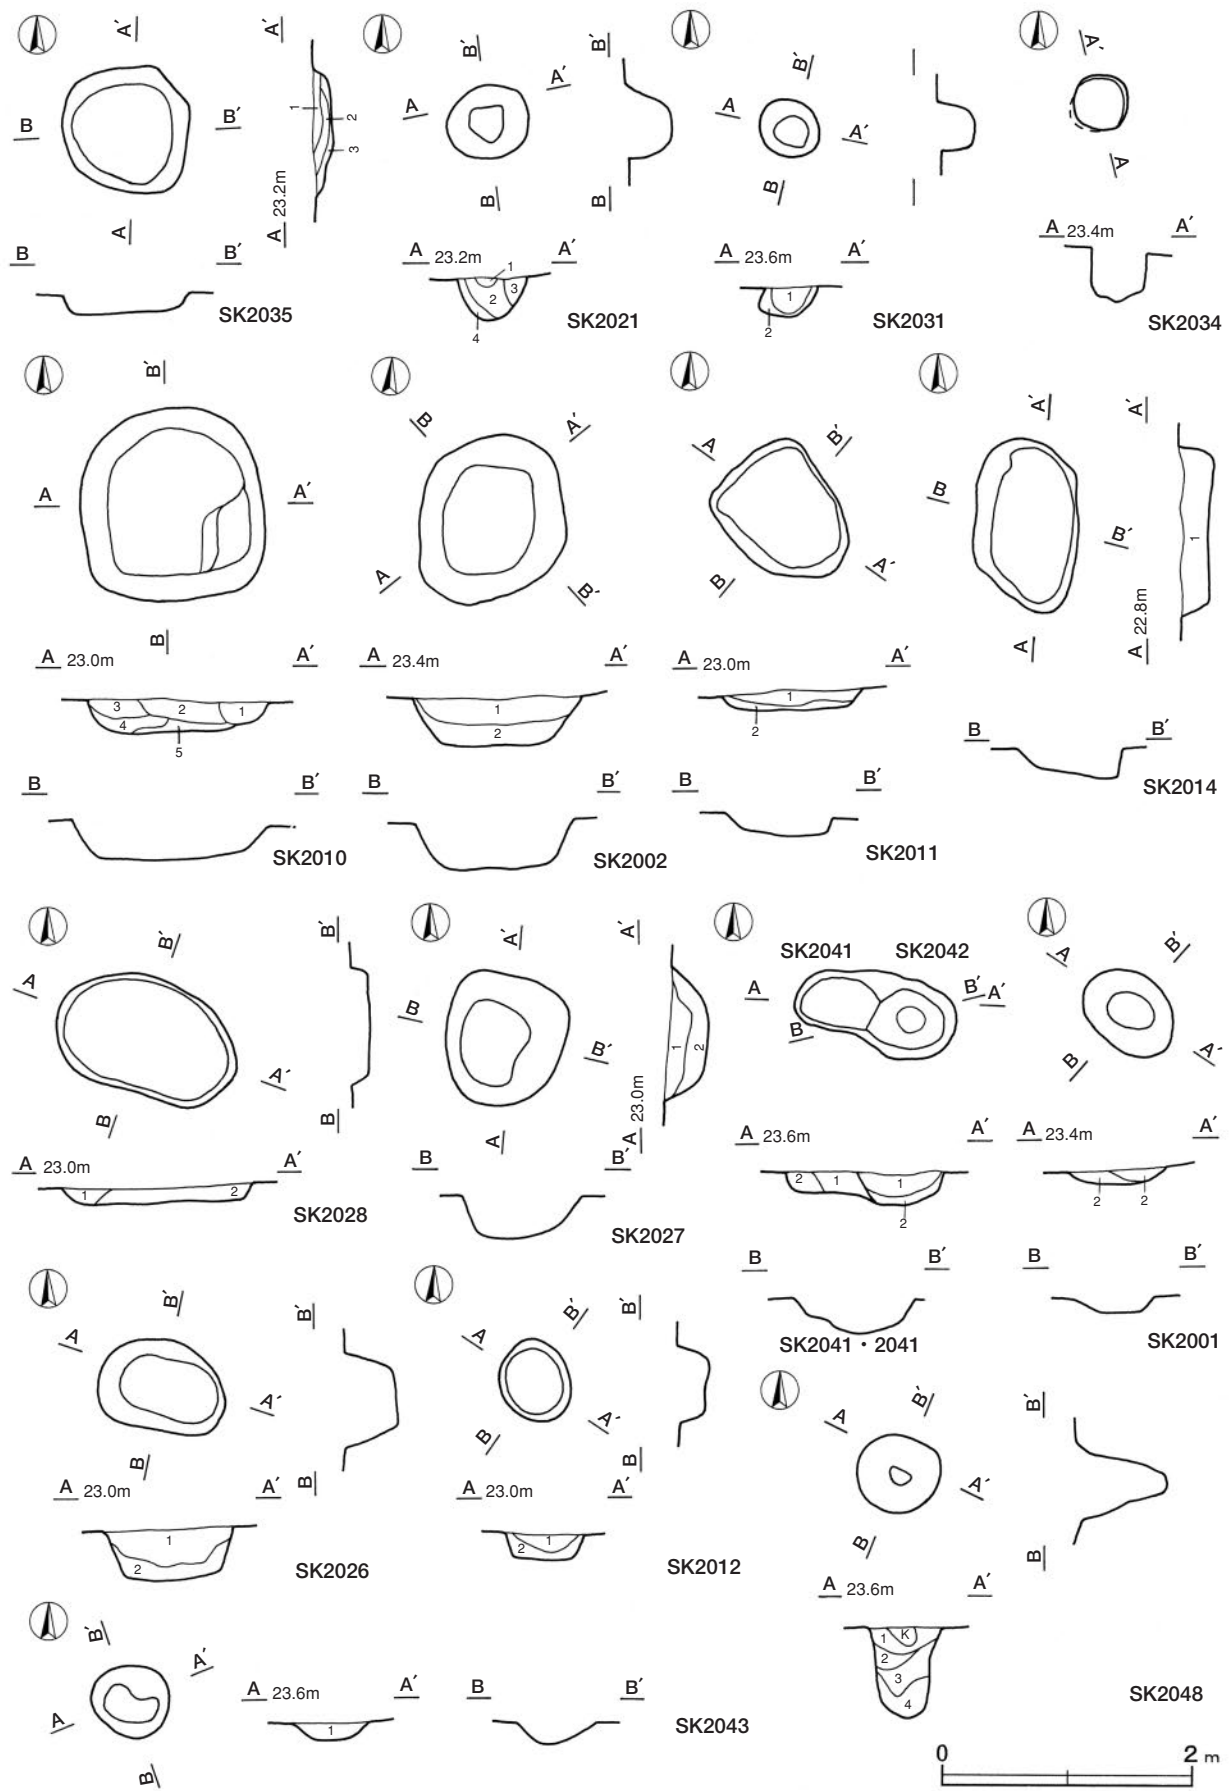 A′
B
B′
A
A′
1
2
3
A 23.2m
B
B′
SK2035
B′
A′
A
B
B′
B
A 23.2m
A′
1
2
3
4
SK2021
B′
A
A′
B
A 23.6m
A′
1
2
SK2031
A′
A
A 23.4m
A′
SK2034
B′
A
A′
B
A 23.0m
A′
3
2
1
4
5
B
B′
SK2010
B
A′
A
B′
A 23.4m
A′
1
2
B
B′
SK2002
A
B′
B
A′
A 23.0m
A′
1
2
B
B′
SK2011
A′
B
B′
A
A′
1
A 22.8m
B
B′
SK2014
B′
A
A′
B
B′
B
A 23.0m
A′
1
2
SK2028
A′
B
B′
A
A′
1
2
A 23.0m
B
B′
SK2027
SK2041
SK2042
A
B′
A′
B
A 23.6m
A′
2
1
1
2
B
B′
SK2041・2041
A
B′
B
A′
A 23.4m
A′
2
2
B
B′
SK2001
B′
A
A′
B
B′
B
A 23.0m
A′
1
2
SK2026
B′
A
A′
B
B′
B
A 23.0m
A′
1
2
SK2012
B′
A
A′
B
B′
B
A 23.6m
A′
1
K
2
3
4
SK2048
B′
A′
A
B
A 23.6m
A′
1
B
B′
SK2043
0
2 m